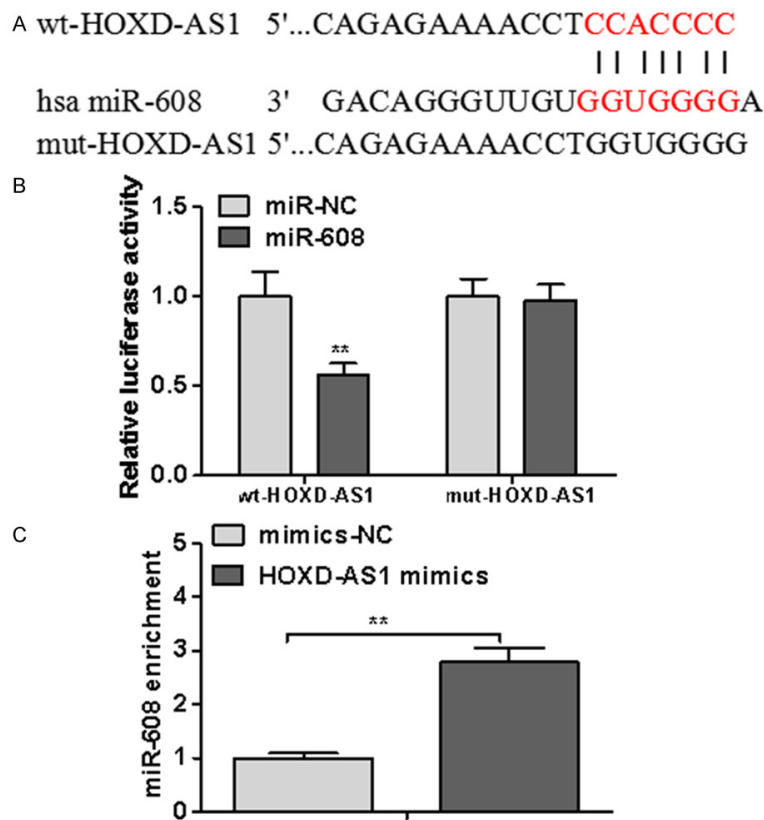 A
wt-HOXD-AS1 5'...CAGAGAAAACCTCCACCCC
hsa miR-608 3' GACAGGGUUGUGGUGGGGA
mut-HOXD-AS1 5'...CAGAGAAAACCTGGUGGGG
B
Relative luciferase activity
1.5
1.0
0.5
0.0
miR-NC
miR-608
**
wt-HOXD-AS1
mut-HOXD-AS1
C
miR-608 enrichment
5
4
3
2
1
0
mimics-NC
HOXD-AS1 mimics
**